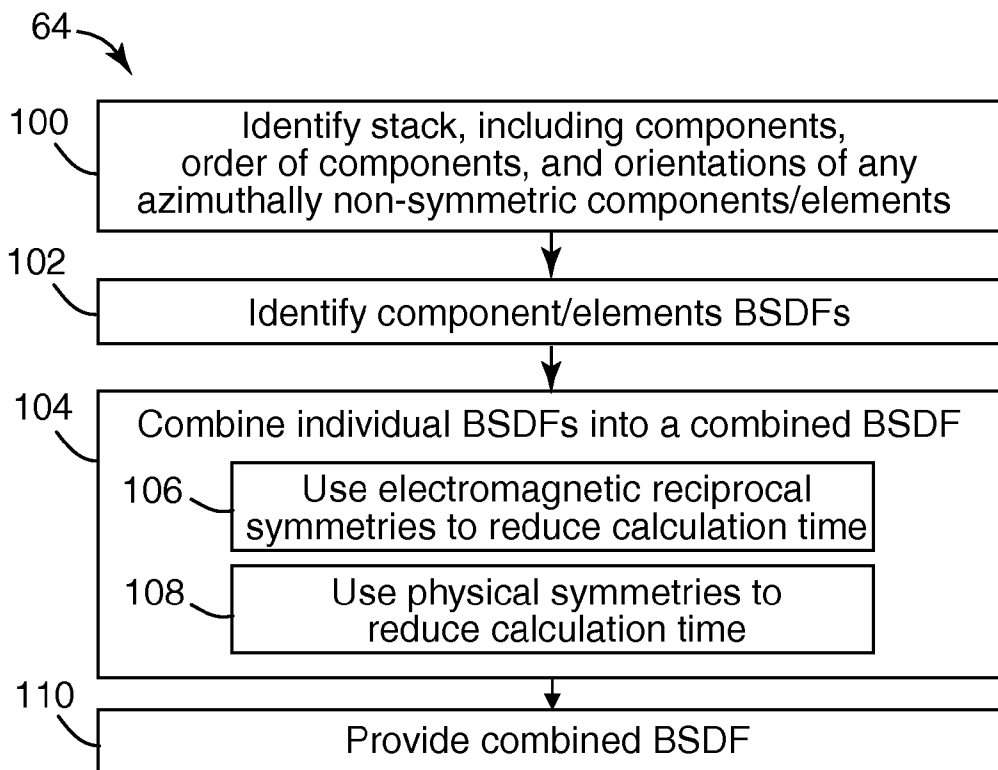 64
100
Identify stack, including components,
order of components, and orientations of any
azimuthally non-symmetric components/elements
102
Identify component/elements BSDFs
104
Combine individual BSDFs into a combined BSDF
106
Use electromagnetic reciprocal
symmetries to reduce calculation time
108
Use physical symmetries to
reduce calculation time
110
Provide combined BSDF